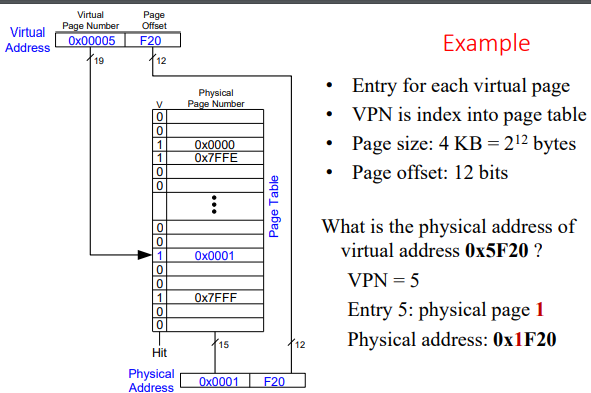 Virtual Page
Page Number Offset
Virtual Address 0x00005 F20
19 12
Physical
V Page Number
0
0
1 0x0000
1 0x7FFE
0
0
Page Table
0
0
1 0x0001
0
0
1 0x7FFF
0
0
Hit 15 12
Physical Address 0x0001 F20
Example
• Entry for each virtual page
• VPN is index into page table
• Page size: 4 KB = 2¹² bytes
• Page offset: 12 bits
What is the physical address of
virtual address 0x5F20 ?
VPN = 5
Entry 5: physical page 1
Physical address: 0x1F20